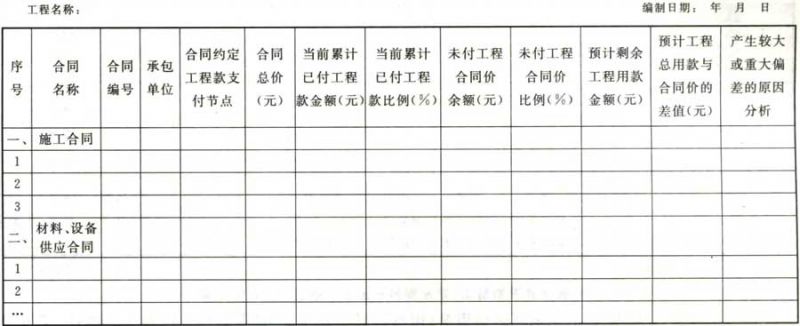 工程名称： 编制日期： 年 月 日
序号 合同名称 合同编号 承包单位 合同约定工程款支付节点 合同总价(元) 当前累计已付工程款金额(元) 当前累计已付工程款比例(%) 未付工程合同价余额(元) 未付工程合同价比例(%) 预计剩余工程用款金额(元) 预计工程总用款与合同价的差值(元) 产生较大或重大偏差的原因分析
一、 施工合同
1
2
3
二、 材料、设备供应合同
1
2
…